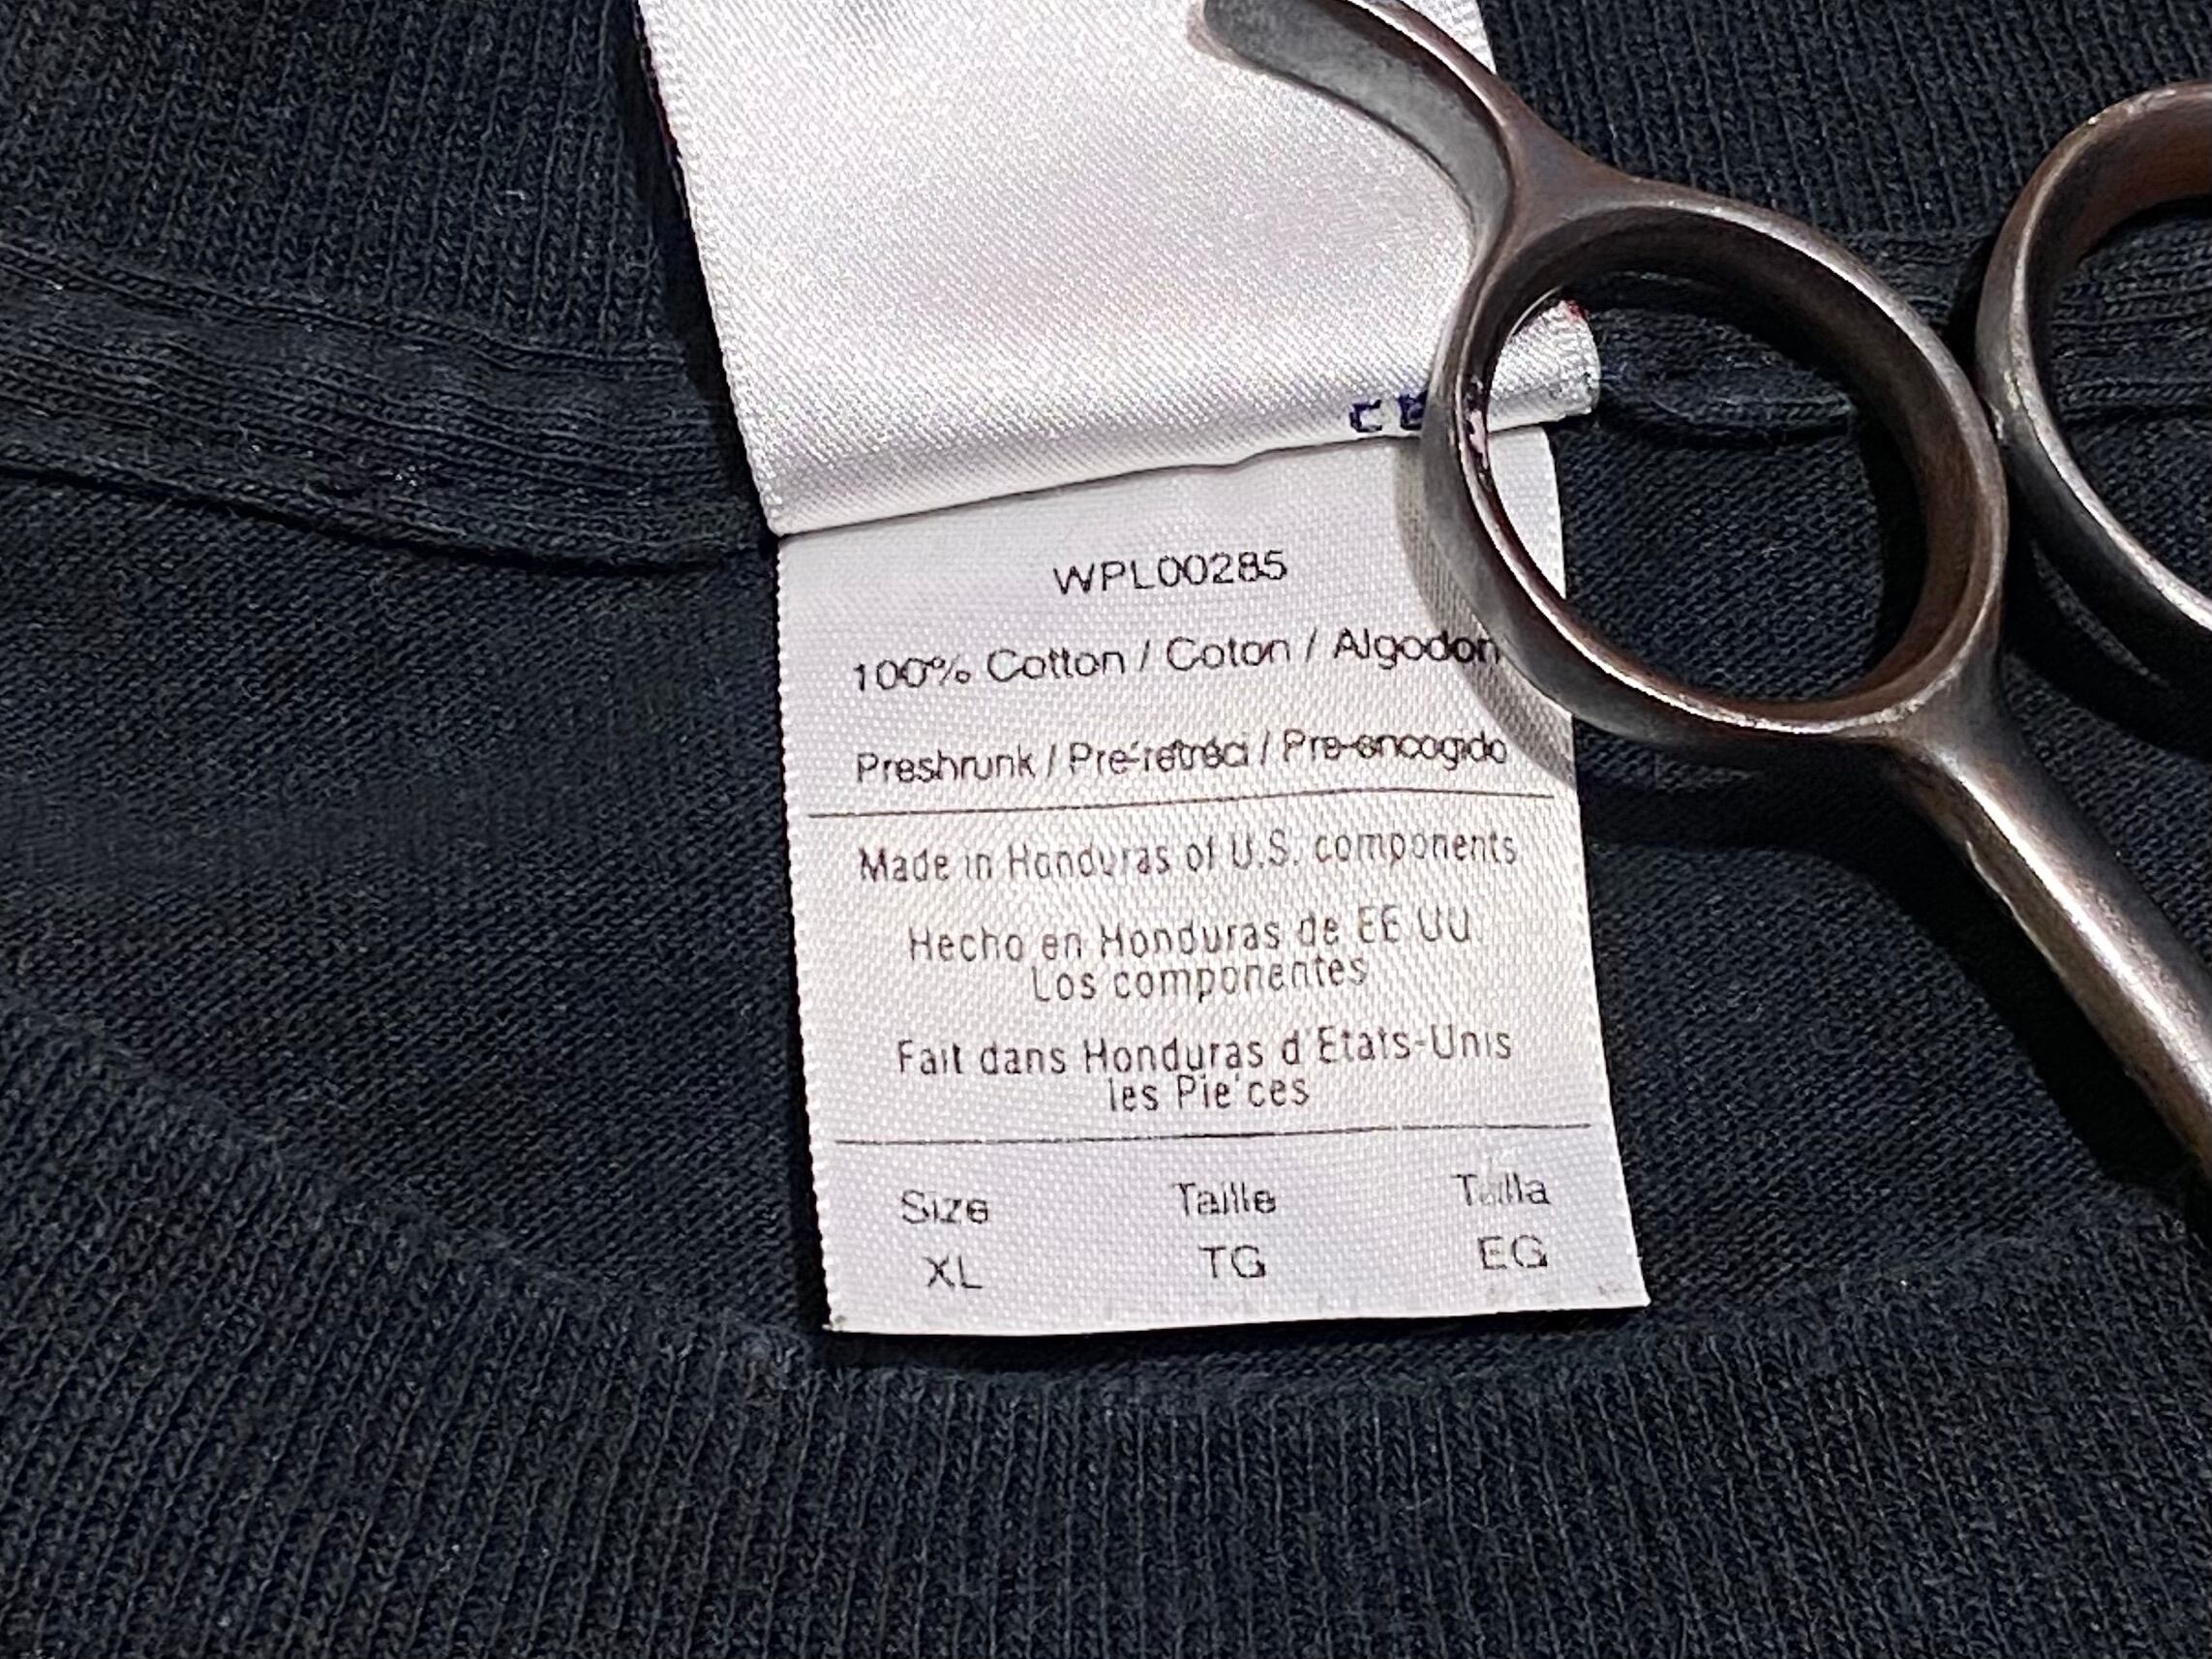 WPL00285
100% Cotton / Coton / Algodon
Preshrunk / Pre'retréci / Pre-encogido
Made in Honduras of U.S. components
Hecho en Honduras de EE UU.
Los componentes
Fait dans Honduras d'Etats-Unis
les Pie'ces
Size Taille Talla
XL TG EG